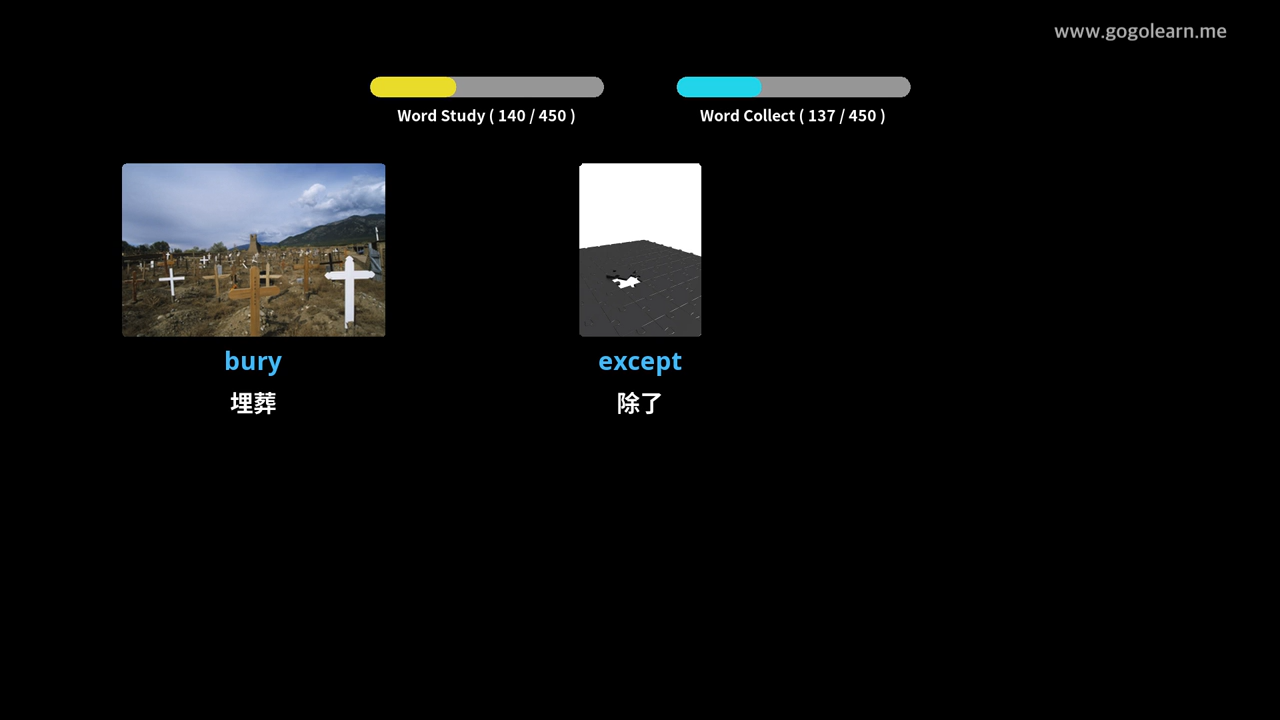 www.gogolearn.me
Word Study ( 140 / 450 )
Word Collect ( 137 / 450 )
bury
except
埋葬
除了